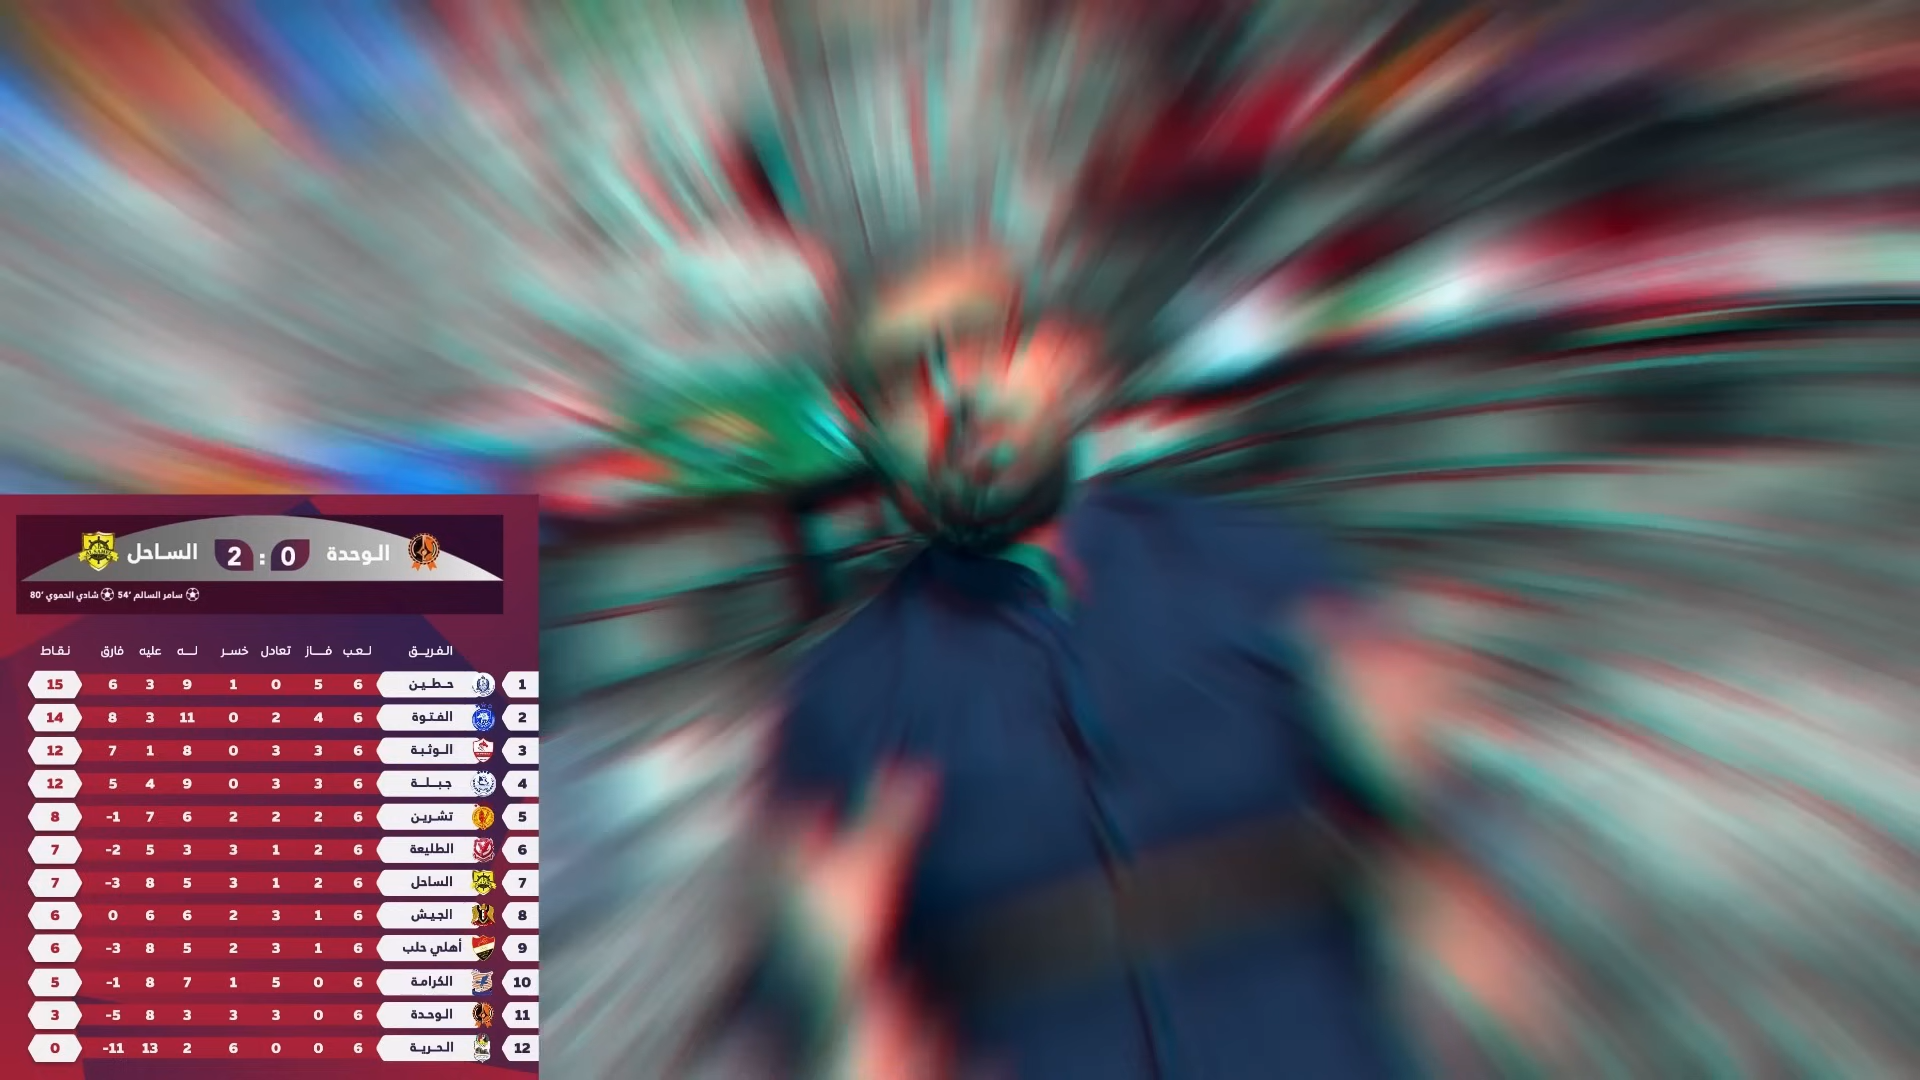 الوحدة 0 : 2 الساحل
سامر السالم ′54 شادي الحموي ′80
الفريق لعب فاز تعادل خسر له عليه فارق نقاط
1 حطين 6 5 0 1 9 3 6 15
2 الفتوة 6 4 2 0 11 3 8 14
3 الوثبة 6 3 3 0 8 1 7 12
4 جبلة 6 3 3 0 9 4 5 12
5 تشرين 6 2 2 2 6 7 -1 8
6 الطليعة 6 2 1 3 3 5 -2 7
7 الساحل 6 2 1 3 5 8 -3 7
8 الجيش 6 1 3 2 6 6 0 6
9 أهلي حلب 6 1 3 2 5 8 -3 6
10 الكرامة 6 0 5 1 7 8 -1 5
11 الوحدة 6 0 3 3 3 8 -5 3
12 الحرية 6 0 0 6 2 13 -11 0